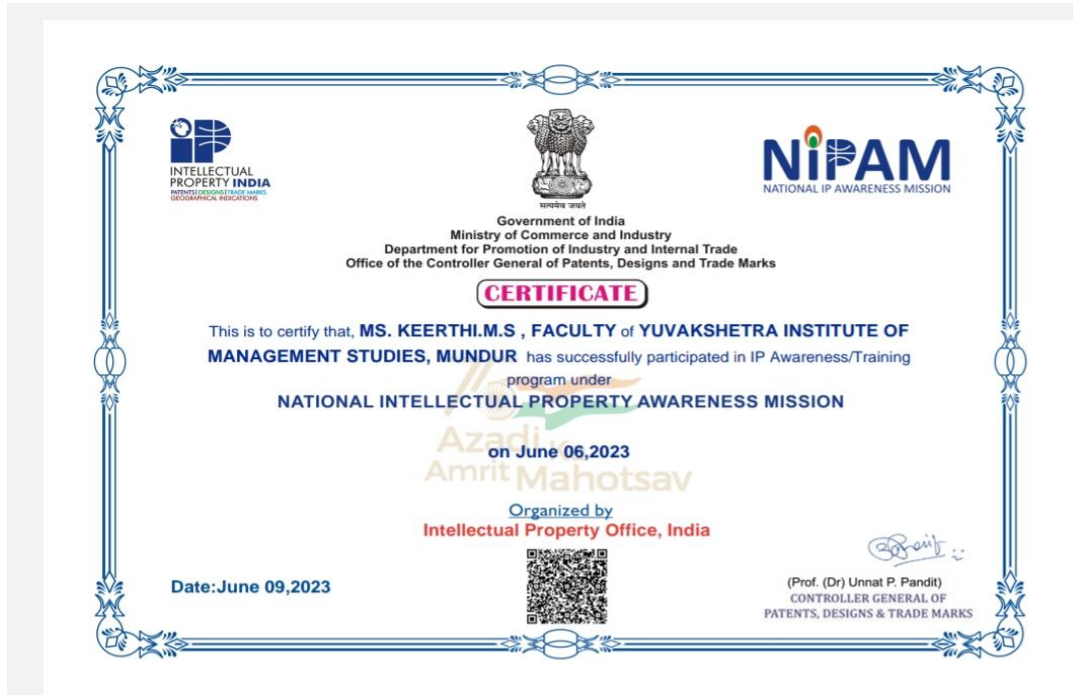 iP
INTELLECTUAL
PROPERTY INDIA
PATENTS | DESIGNS | TRADE MARKS
GEOGRAPHICAL INDICATIONS
सत्यमेव जयते
NiPAM
NATIONAL IP AWARENESS MISSION
Government of India
Ministry of Commerce and Industry
Department for Promotion of Industry and Internal Trade
Office of the Controller General of Patents, Designs and Trade Marks
CERTIFICATE
This is to certify that, MS. KEERTHI.M.S , FACULTY of YUVAKSHETRA INSTITUTE OF
MANAGEMENT STUDIES, MUNDUR has successfully participated in IP Awareness/Training
program under
NATIONAL INTELLECTUAL PROPERTY AWARENESS MISSION
Azadi Ka
Amrit Mahotsav
on June 06,2023
Organized by
Intellectual Property Office, India
Date:June 09,2023
(Prof. (Dr) Unnat P. Pandit)
CONTROLLER GENERAL OF
PATENTS, DESIGNS & TRADE MARKS